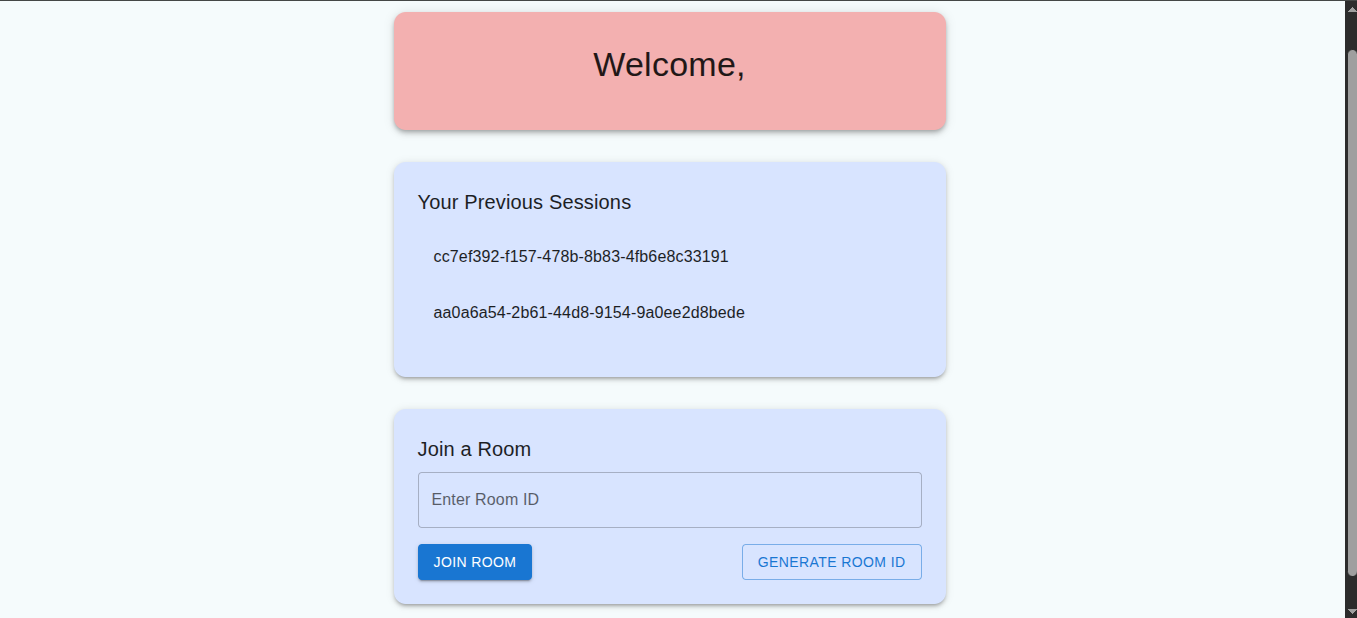 Welcome,
Your Previous Sessions
cc7ef392-f157-478b-8b83-4fb6e8c33191
aa0a6a54-2b61-44d8-9154-9a0ee2d8bede
Join a Room
Enter Room ID
JOIN ROOM
GENERATE ROOM ID